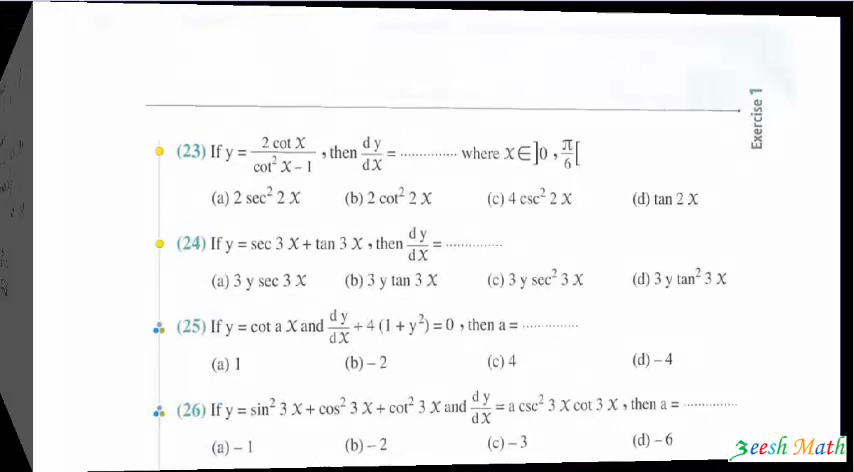 Exercise 1
(23) If y = 2 cot X / cot² X – 1 , then dy/dX = .............. where X ∈ ]0 , π/6[
(a) 2 sec² 2 X (b) 2 cot² 2 X (c) 4 csc² 2 X (d) tan 2 X
(24) If y = sec 3 X + tan 3 X , then dy/dX = ..............
(a) 3 y sec 3 X (b) 3 y tan 3 X (c) 3 y sec² 3 X (d) 3 y tan² 3 X
(25) If y = cot a X and dy/dX + 4 (1 + y²) = 0 , then a = ..............
(a) 1 (b) – 2 (c) 4 (d) – 4
(26) If y = sin² 3 X + cos² 3 X + cot² 3 X and dy/dX = a csc² 3 X cot 3 X , then a = ..............
(a) – 1 (b) – 2 (c) – 3 (d) – 6
Zeesh Math